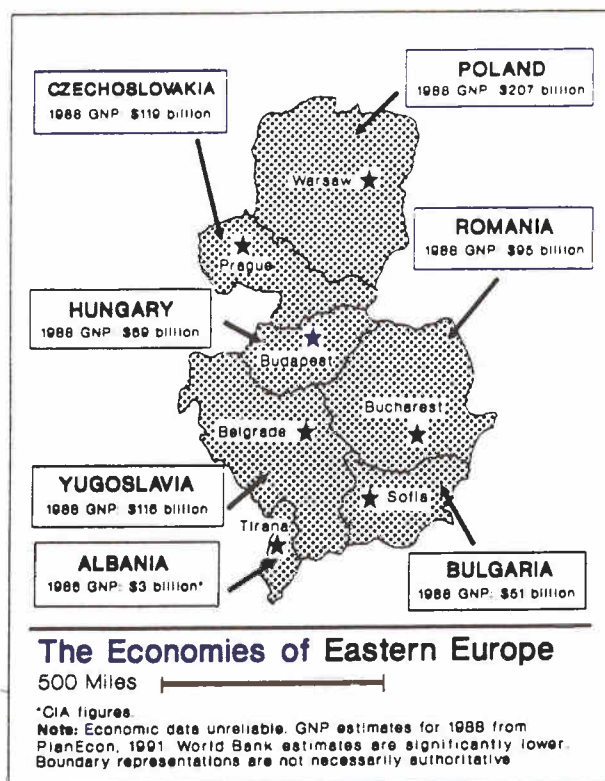 POLAND
1988 GNP: $207 billion
CZECHOSLOVAKIA
1988 GNP: $119 billion
Warsaw
ROMANIA
1988 GNP: $95 billion
Prague
HUNGARY
1988 GNP: $69 billion
Budapest
Bucharest
Belgrade
YUGOSLAVIA
1988 GNP: $116 billion
Sofia
Tirana
ALBANIA
1986 GNP: $3 billion*
BULGARIA
1988 GNP: $51 billion
The Economies of Eastern Europe
500 Miles
*CIA figures.
Note: Economic data unreliable. GNP estimates for 1988 from
PlanEcon, 1991. World Bank estimates are significantly lower.
Boundary representations are not necessarily authoritative.